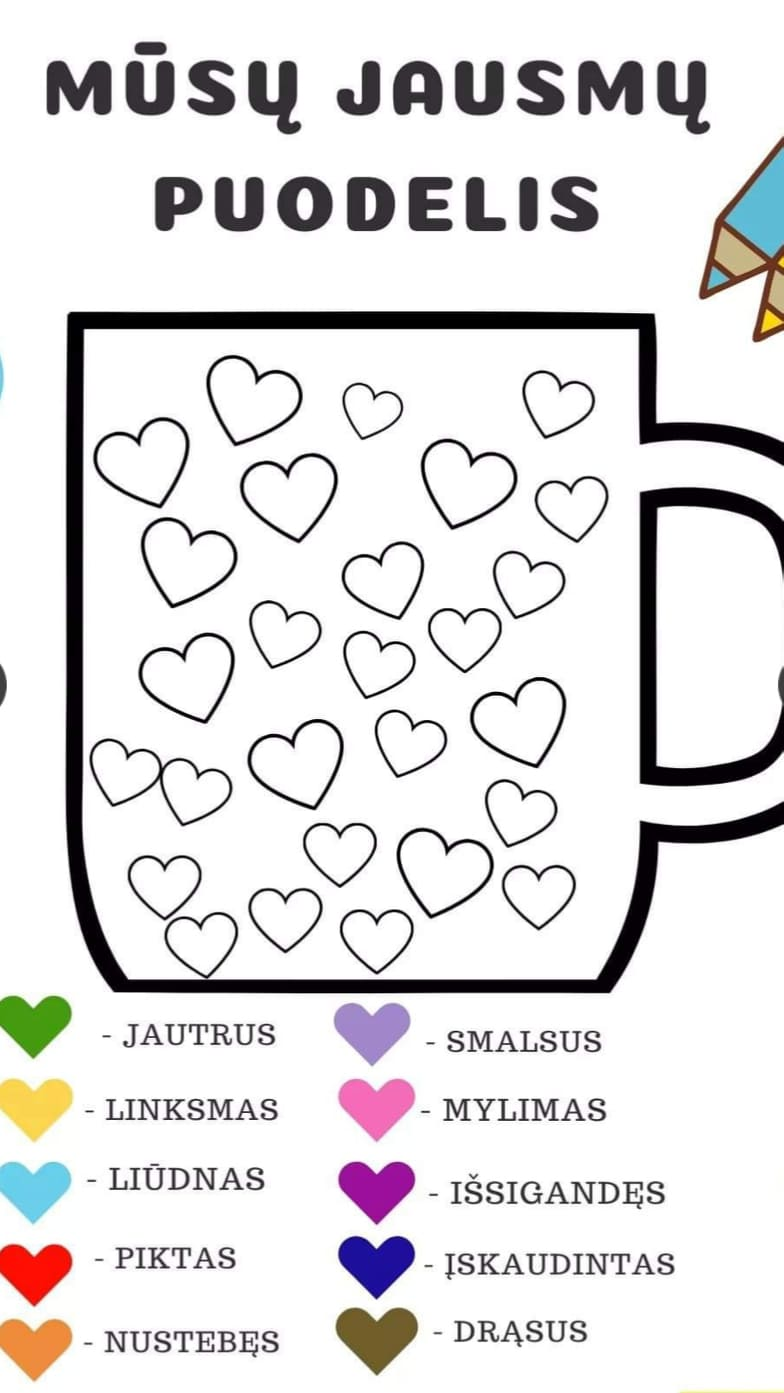 MŪSŲ JAUSMŲ
PUODELIS
- JAUTRUS
- LINKSMAS
- LIŪDNAS
- PIKTAS
- NUSTEBĘS
- SMALSUS
- MYLIMAS
- IŠSIGANDĘS
- ĮSKAUDINTAS
- DRĄSUS